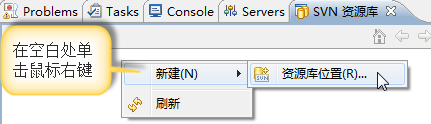 Problems Tasks Console Servers SVN 资源库
在空白处单
击鼠标右键
新建(N) 资源库位置(R)...
SVN
刷新